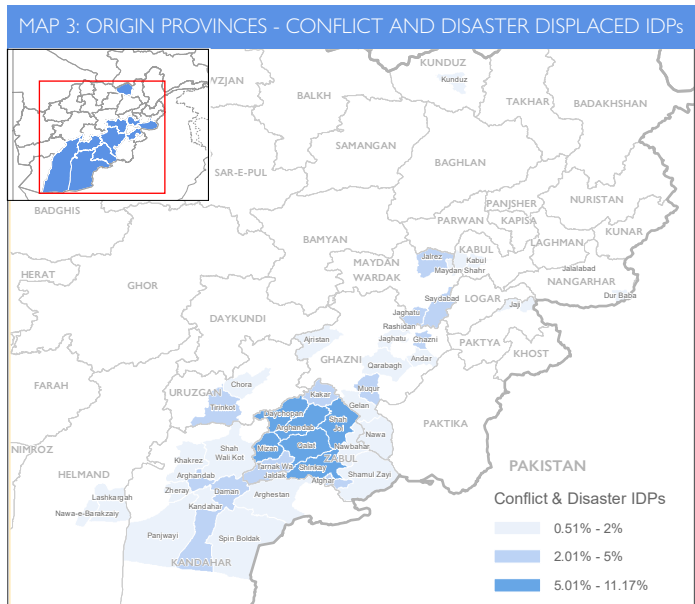 MAP 3: ORIGIN PROVINCES - CONFLICT AND DISASTER DISPLACED IDPs
KUNDUZ
Kunduz
WZJAN
BALKH
TAKHAR
BADAKHSHAN
SAMANGAN
BAGHLAN
SAR-E-PUL
NURISTAN
PANJSHER
BADGHIS
PARWAN
KAPISA
KUNAR
BAMYAN
LAGHMAN
KABUL
Jalrez
Kabul
MAYDAN
WARDAK
Maydan Shahr
Jalalabad
HERAT
NANGARHAR
GHOR
Saydabad
LOGAR
Dur Baba
Jaji
DAYKUNDI
Jaghatu
Rashidan
Ajristan
Jaghatu
Ghazni
PAKTYA
GHAZNI
Andar
KHOST
Qarabagh
FARAH
Chora
URUZGAN
Muqur
Kakar
Tirinkot
Gelan
Daychopan
Shah
Joi
PAKTIKA
Arghandab
Nawa
NIMROZ
Shah
Wali Kot
Mizan
Qalat
Nawbahar
ZABUL
Khakrez
PAKISTAN
Tarnak Wa
Jaldak
Shinkay
HELMAND
Arghandab
Shamul Zayi
Atghar
Zheray
Daman
Arghestan
Lashkargah
Conflict & Disaster IDPs
Kandahar
Nawa-e-Barakzaiy
0.51% - 2%
Panjwayi
Spin Boldak
2.01% - 5%
KANDAHAR
5.01% - 11.17%